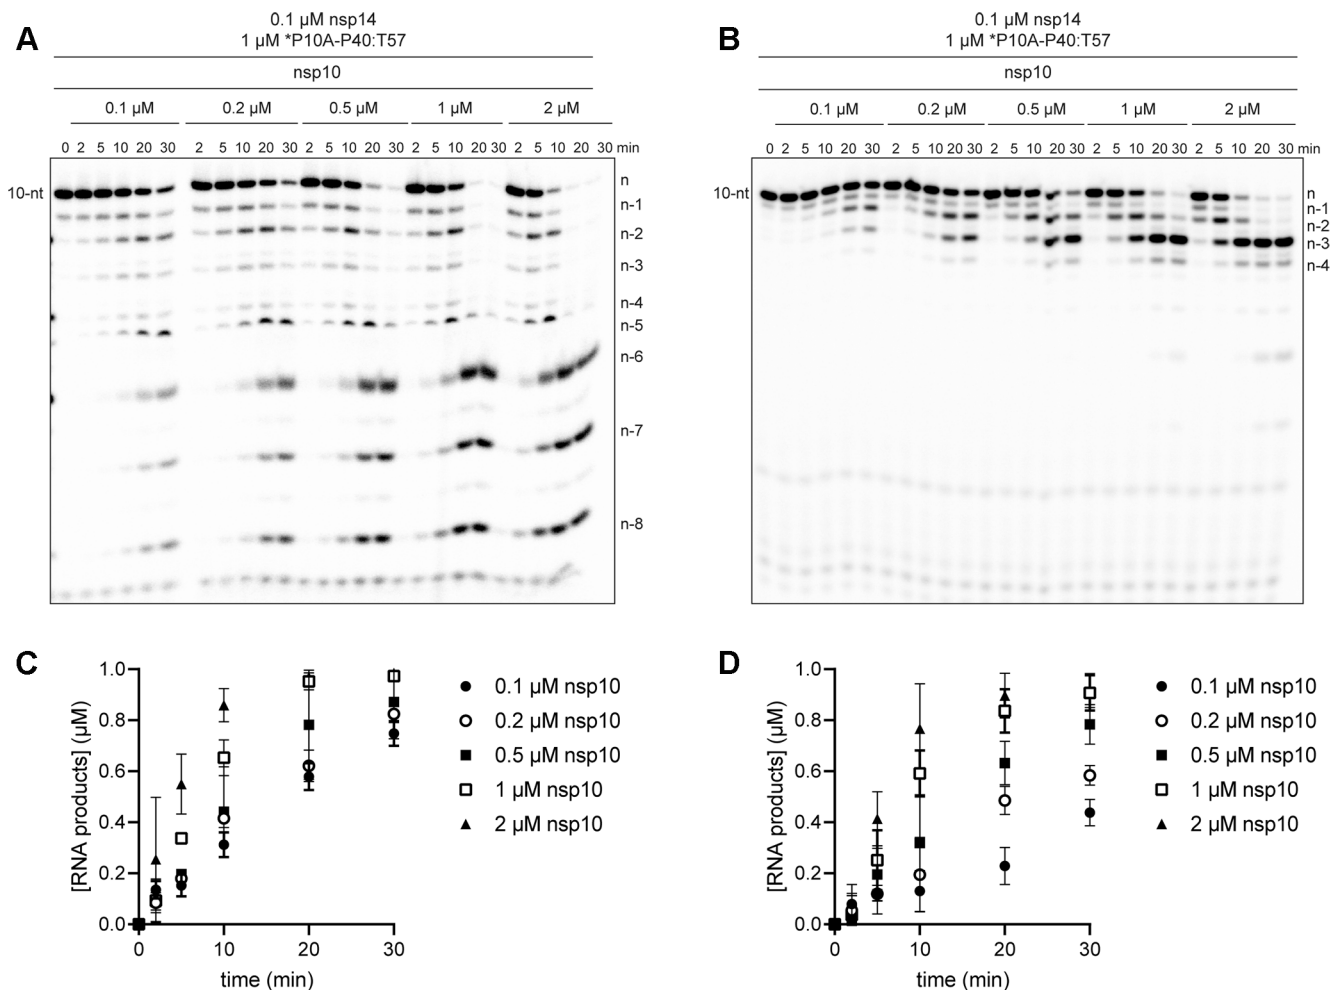 A
0.1 µM nsp14
1 µM *P10A-P40:T57
nsp10
0.1 µM 0.2 µM 0.5 µM 1 µM 2 µM
0 2 5 10 20 30 2 5 10 20 30 2 5 10 20 30 2 5 10 20 30 2 5 10 20 30 min
10-nt
n
n-1
n-2
n-3
n-4
n-5
n-6
n-7
n-8
B
0.1 µM nsp14
1 µM *P10A-P40:T57
nsp10
0.1 µM 0.2 µM 0.5 µM 1 µM 2 µM
0 2 5 10 20 30 2 5 10 20 30 2 5 10 20 30 2 5 10 20 30 2 5 10 20 30 min
10-nt
n
n-1
n-2
n-3
n-4
C
[RNA products] (µM)
1.0
0.8
0.6
0.4
0.2
0.0
0 10 20 30
time (min)
0.1 µM nsp10
0.2 µM nsp10
0.5 µM nsp10
1 µM nsp10
2 µM nsp10
D
[RNA products] (µM)
1.0
0.8
0.6
0.4
0.2
0.0
0 10 20 30
time (min)
0.1 µM nsp10
0.2 µM nsp10
0.5 µM nsp10
1 µM nsp10
2 µM nsp10